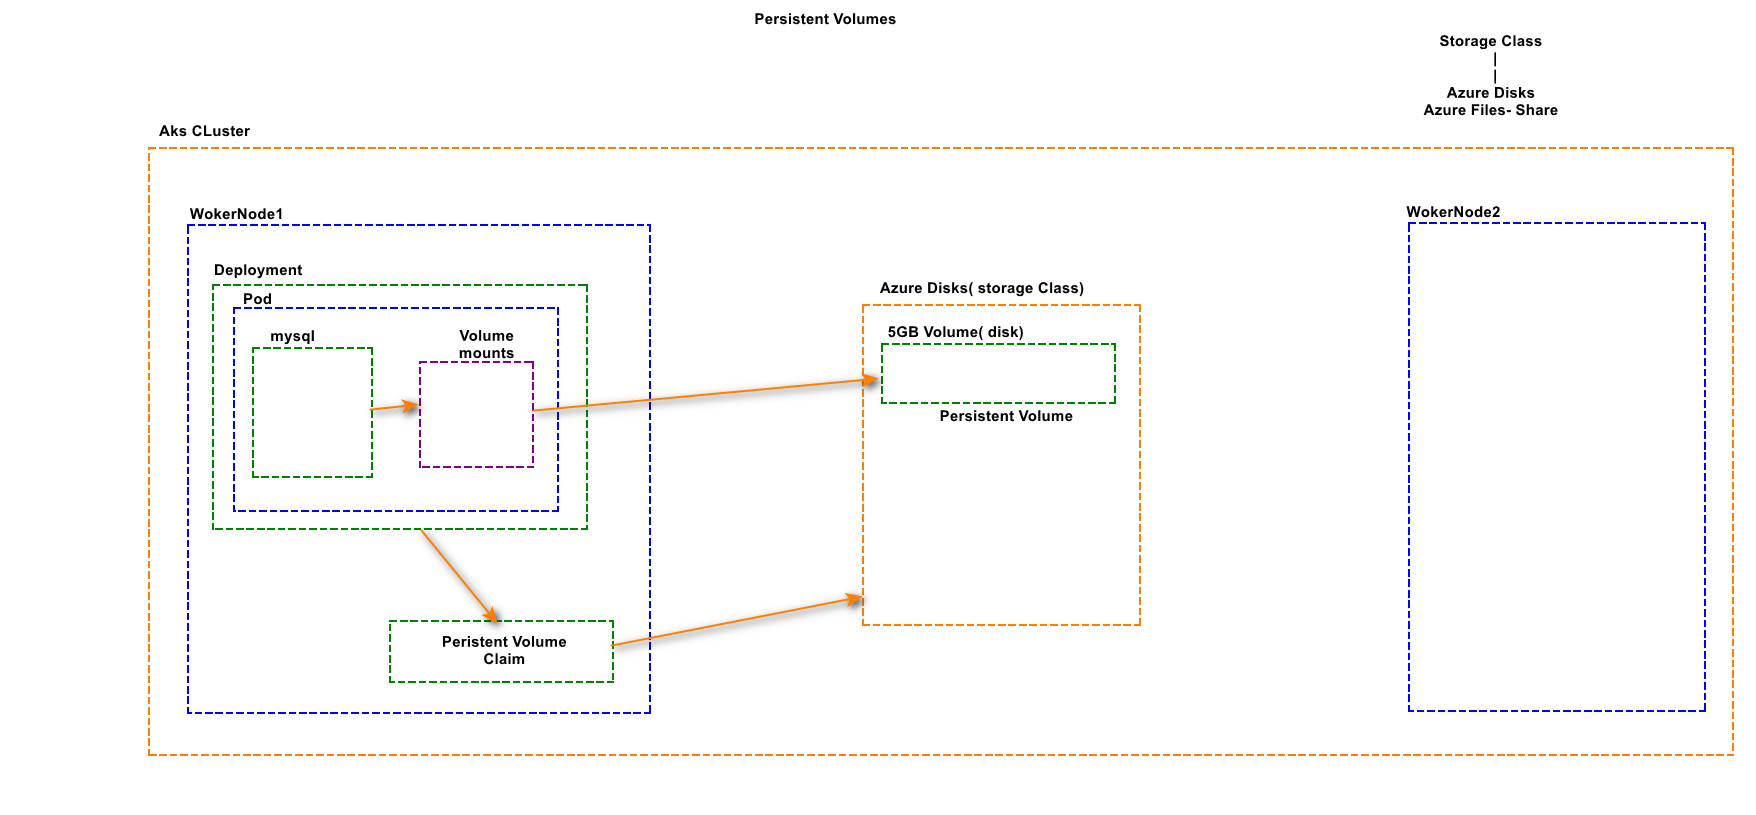 Persistent Volumes
Storage Class
Azure Disks
Azure Files- Share
Aks CLuster
WokerNode1
WokerNode2
Deployment
Pod
mysql
Volume
mounts
Azure Disks( storage Class)
5GB Volume( disk)
Persistent Volume
Peristent Volume
Claim